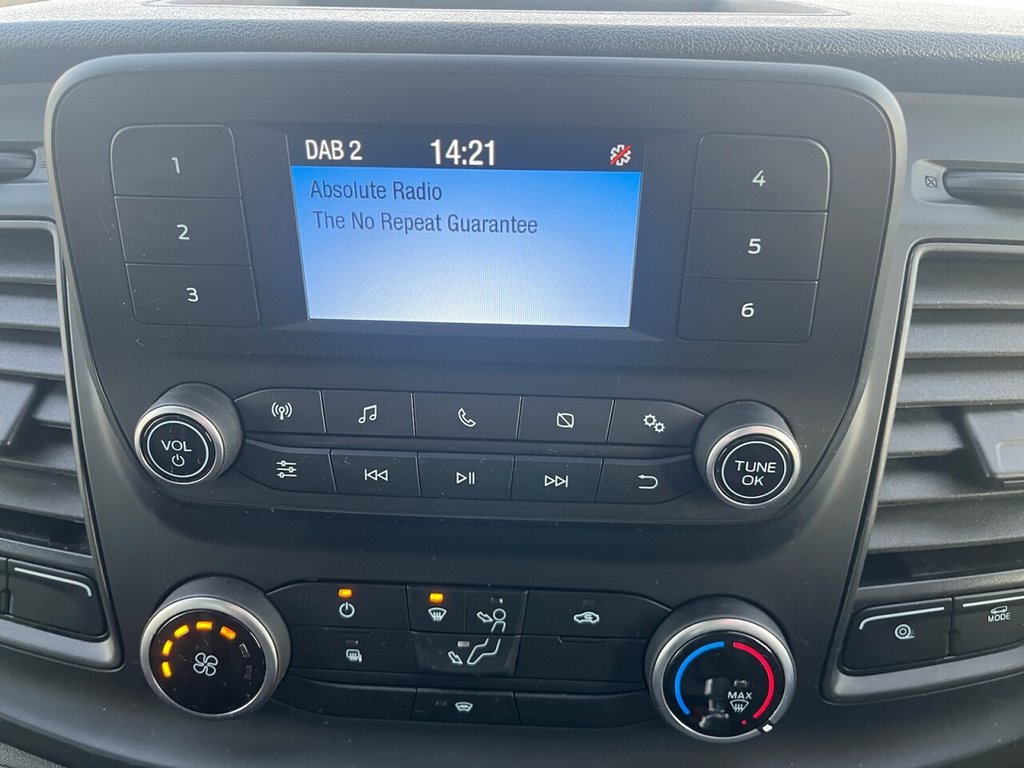 DAB 2 14:21
Absolute Radio
The No Repeat Guarantee
1
2
3
4
5
6
VOL
TUNE
OK
MAX
MODE